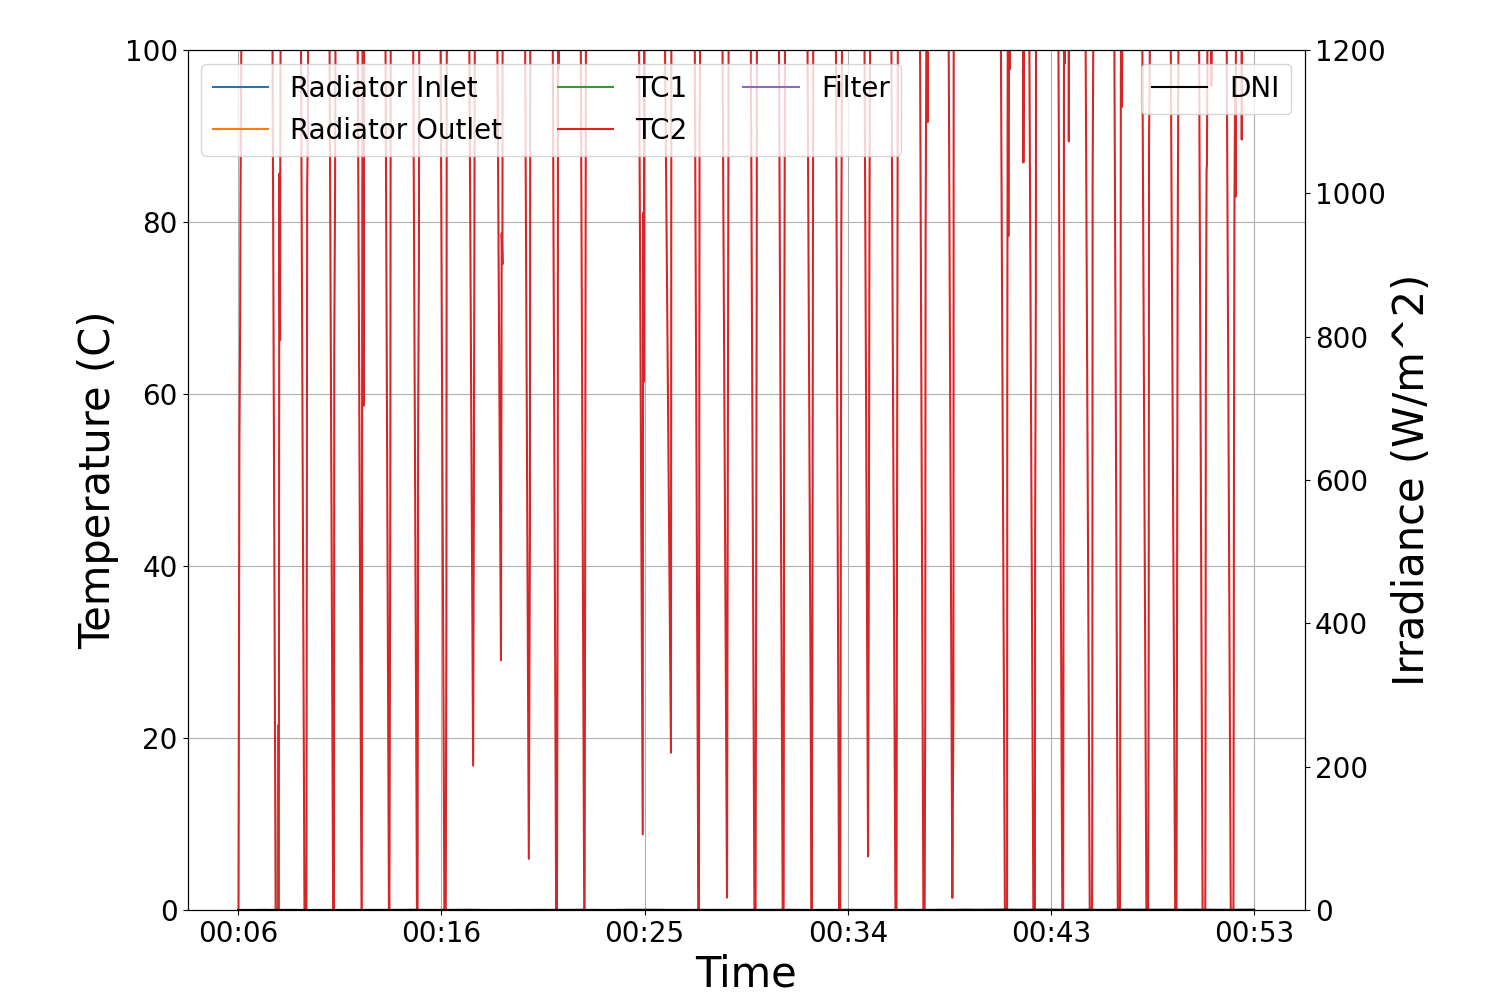 100
80
60
40
20
0
Temperature (C)
Radiator Inlet
Radiator Outlet
TC1
TC2
Filter
DNI
1200
1000
800
600
400
200
0
Irradiance (W/m^2)
00:06
00:16
00:25
00:34
00:43
00:53
Time